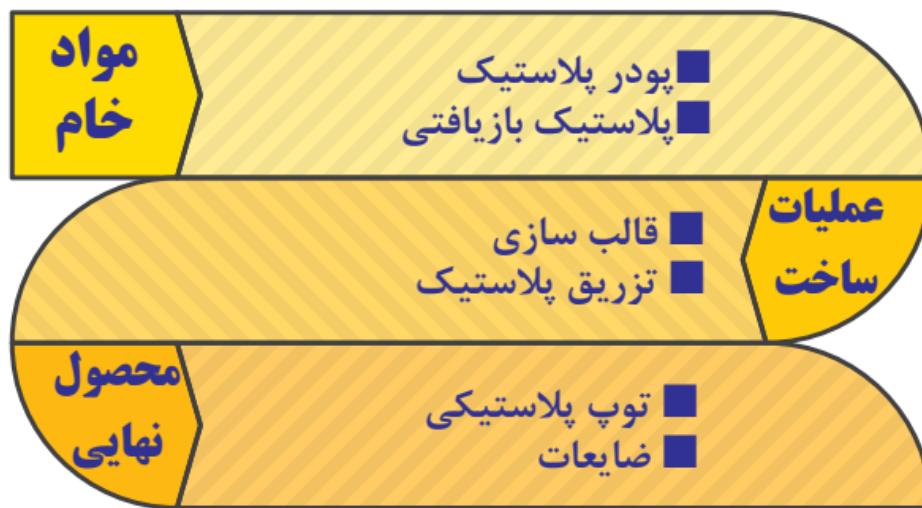 مواد
خام
پودر پلاستیک
پلاستیک بازیافتی
عملیات
ساخت
قالب سازی
تزریق پلاستیک
محصول
نهایی
توپ پلاستیکی
ضایعات